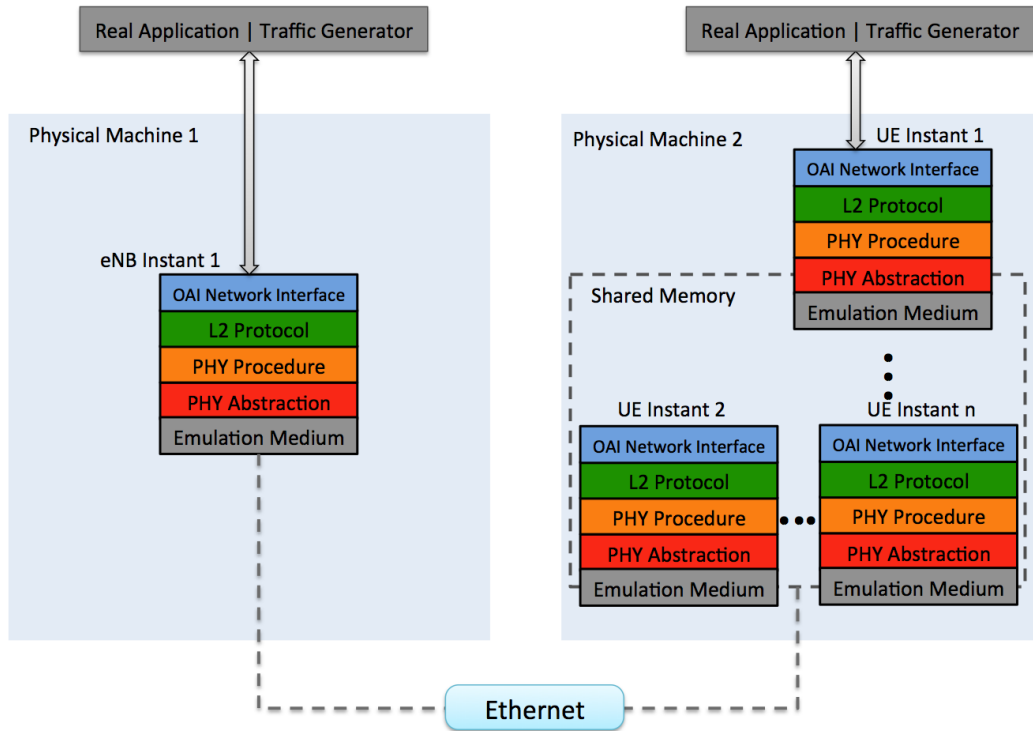 Real Application | Traffic Generator
Physical Machine 1
eNB Instant 1
OAI Network Interface
L2 Protocol
PHY Procedure
PHY Abstraction
Emulation Medium
Real Application | Traffic Generator
Physical Machine 2
UE Instant 1
OAI Network Interface
L2 Protocol
PHY Procedure
PHY Abstraction
Emulation Medium
Shared Memory
UE Instant 2
OAI Network Interface
L2 Protocol
PHY Procedure
PHY Abstraction
Emulation Medium
UE Instant n
OAI Network Interface
L2 Protocol
PHY Procedure
PHY Abstraction
Emulation Medium
Ethernet